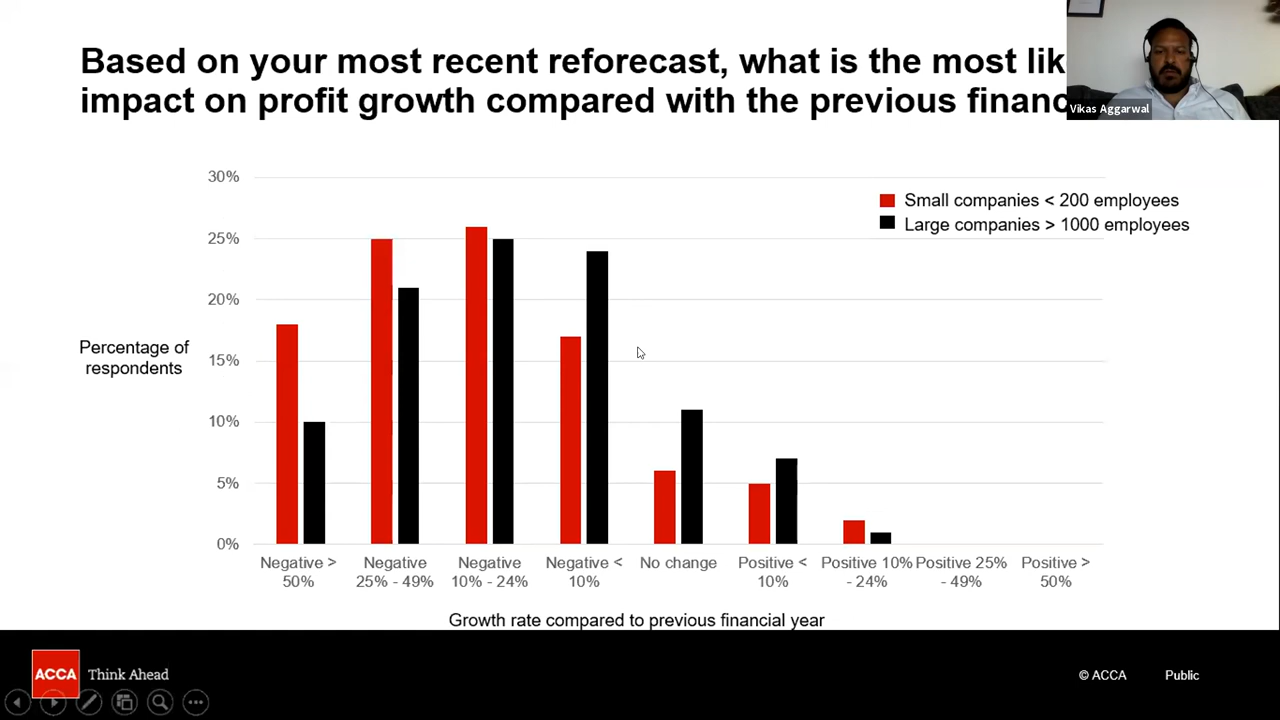 Based on your most recent reforecast, what is the most
impact on profit growth compared with the previous
Vikas Aggarwal
30%
25%
20%
15%
10%
5%
0%
Percentage of
respondents
Small companies < 200 employees
Large companies > 1000 employees
Negative >
50%
Negative
25% - 49%
Negative
10% - 24%
Negative <
10%
No change
Positive <
10%
Positive 10%
- 24%
Positive 25%
- 49%
Positive >
50%
Growth rate compared to previous financial year
ACCA
Think Ahead
© ACCA
Public